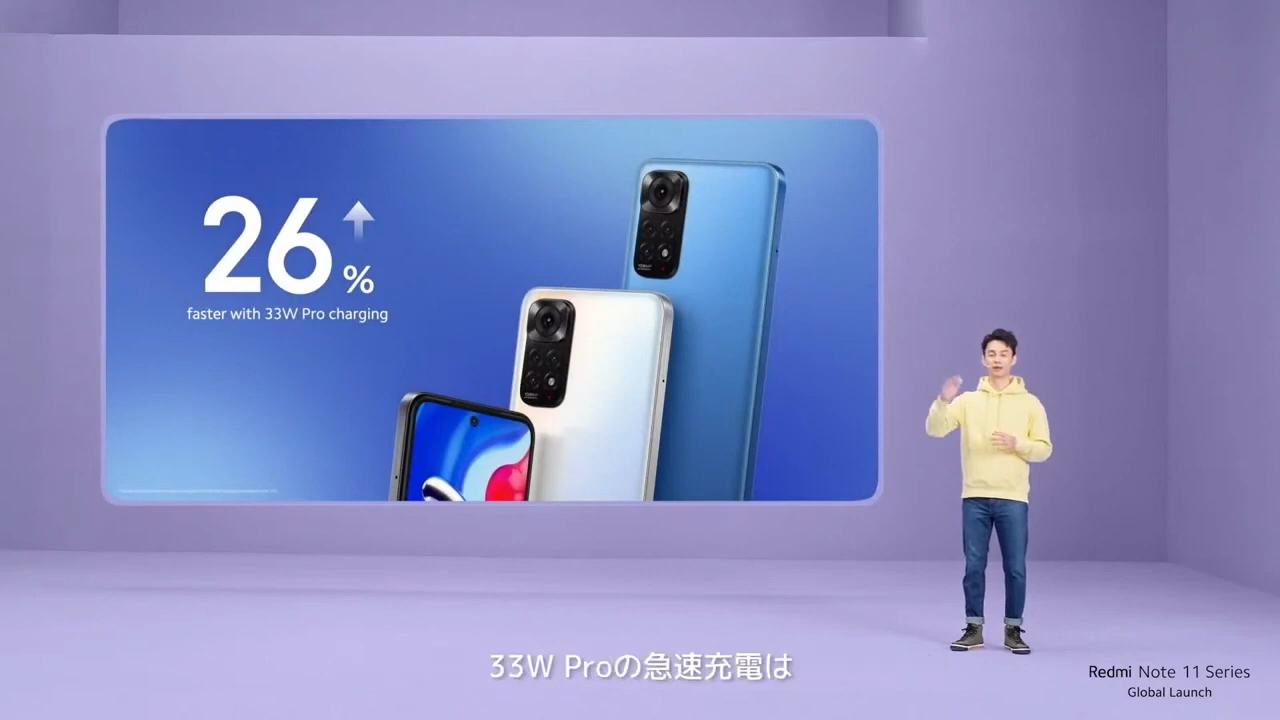 26
%
faster with 33W Pro charging
33W Proの急速充電は
Redmi Note 11 Series
Global Launch